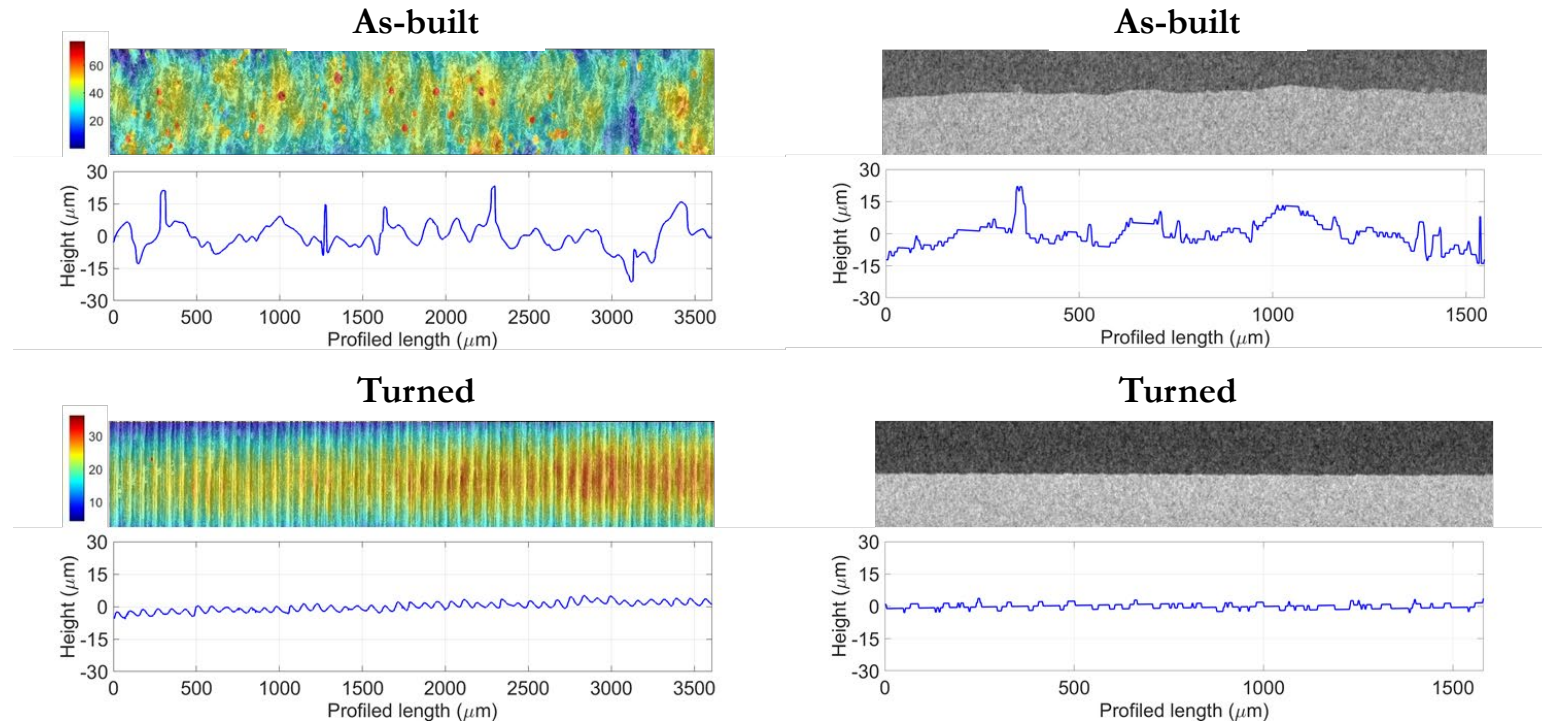 As-built
60
40
20
30
15
0
-15
-30
Height (μm)
0 500 1000 1500 2000 2500 3000 3500
Profiled length (μm)
As-built
30
15
0
-15
-30
Height (μm)
0 500 1000 1500
Profiled length (μm)
Turned
30
20
10
30
15
0
-15
-30
Height (μm)
0 500 1000 1500 2000 2500 3000 3500
Profiled length (μm)
Turned
30
15
0
-15
-30
Height (μm)
0 500 1000 1500
Profiled length (μm)